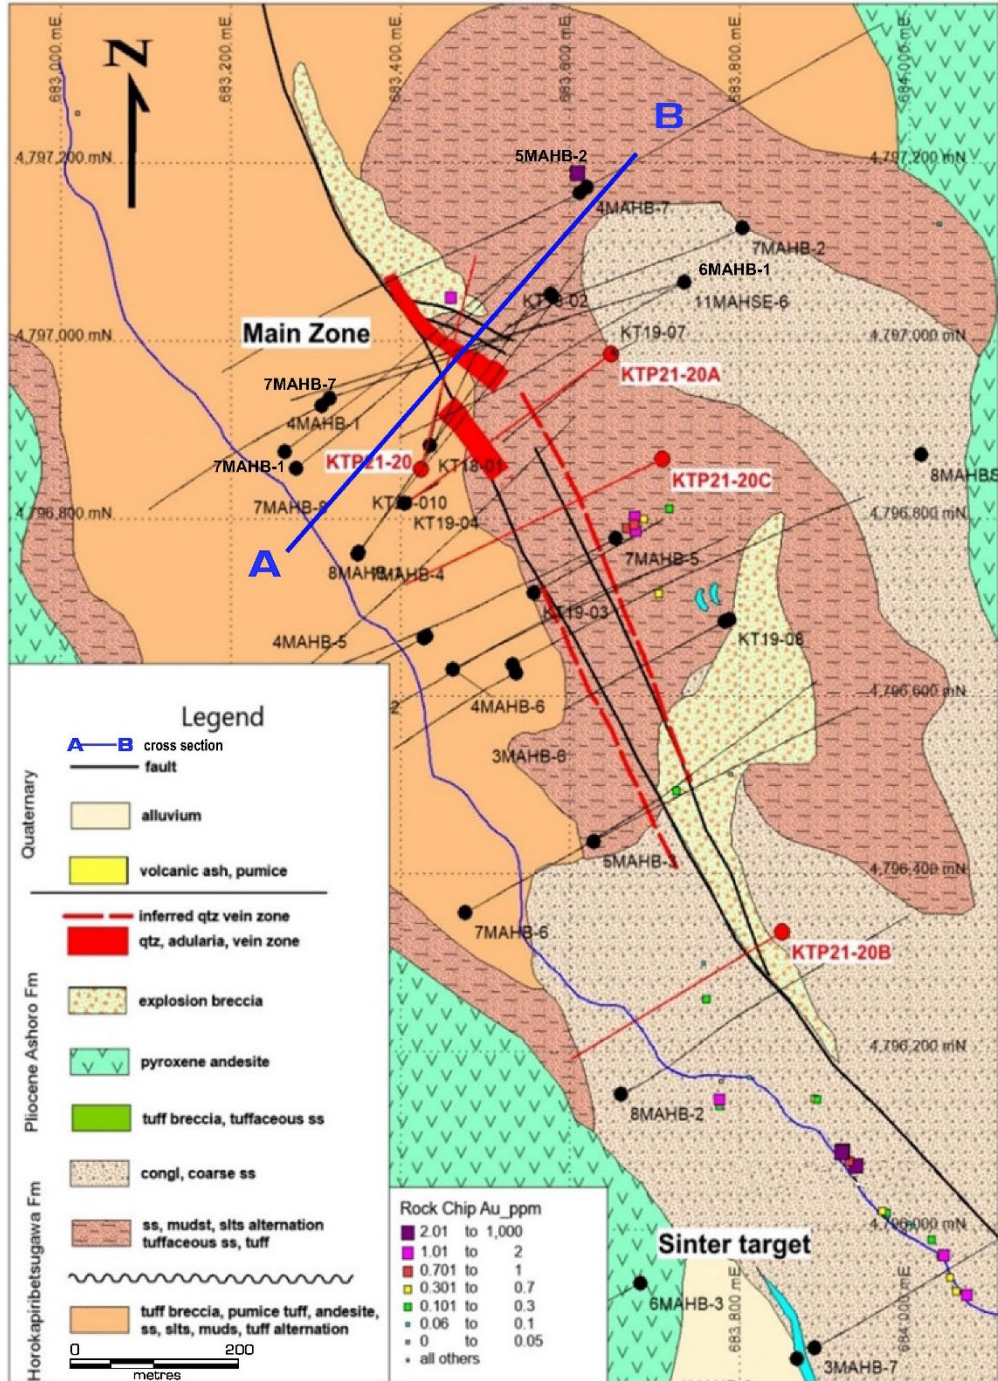 683,000 mE
683,200 mE
683,400 mE
683,600 mE
683,800 mE
684,000 mE
N
B
4,797,200 mN
4,797,200 mN
5MAHB-2
4MAHB-7
7MAHB-2
6MAHB-1
KT18-02
11MAHSE-6
Main Zone
4,797,000 mN
4,797,000 mN
KT19-07
KTP21-20A
7MAHB-7
4MAHB-1
7MAHB-1
KTP21-20
KT18-01
KTP21-20C
8MAHBS
7MAHB-9
KT19-04
4,796,800 mN
4,796,800 mN
A
7MAHB-4
7MAHB-5
KT19-03
KT19-08
4MAHB-5
4,796,600 mN
2
4MAHB-6
3MAHB-6
5MAHB-3
4,796,400 mN
7MAHB-6
KTP21-20B
4,796,200 mN
8MAHB-2
4,796,000 mN
Sinter target
6MAHB-3
683,800 mE
684,000 mE
3MAHB-7
Legend
A B cross section
fault
Quaternary
alluvium
volcanic ash, pumice
inferred qtz vein zone
qtz, adularia, vein zone
Pliocene Ashoro Fm
explosion breccia
pyroxene andesite
tuff breccia, tuffaceous ss
congl, coarse ss
Horokapiribetsugawa Fm
ss, mudst, slts alternation
tuffaceous ss, tuff
tuff breccia, pumice tuff, andesite,
ss, slts, muds, tuff alternation
0 200
metres
Rock Chip Au_ppm
2.01 to 1,000
1.01 to 2
0.701 to 1
0.301 to 0.7
0.101 to 0.3
0.06 to 0.1
0 to 0.05
all others